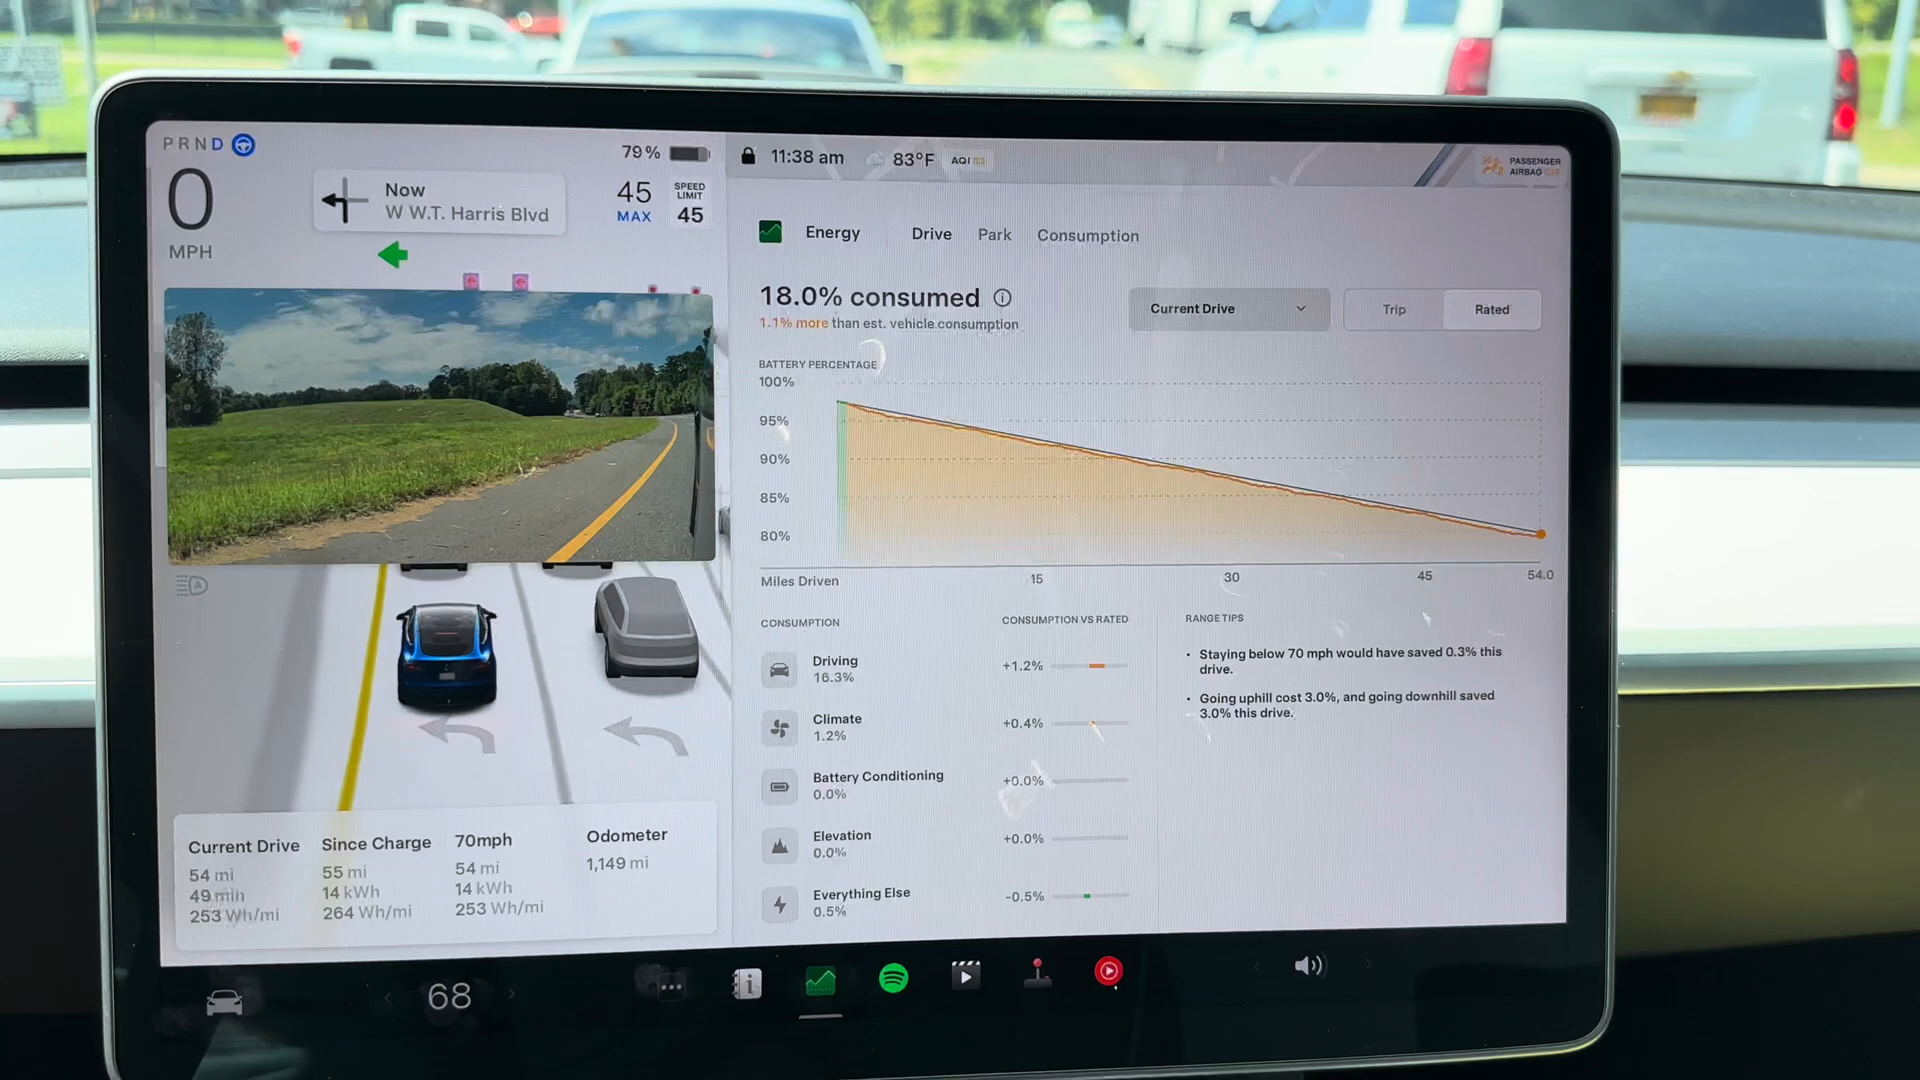 PRND
79%
11:38 am
83°F
AQI
PASSENGER
AIRBAG OFF
0
MPH
Now
W W.T. Harris Blvd
45
MAX
SPEED
LIMIT
45
Energy
Drive
Park
Consumption
18.0% consumed
1.1% more than est. vehicle consumption
Current Drive
Trip
Rated
BATTERY PERCENTAGE
100%
95%
90%
85%
80%
Miles Driven
15
30
45
54.0
CONSUMPTION
CONSUMPTION VS RATED
RANGE TIPS
Driving
16.3%
+1.2%
Climate
1.2%
+0.4%
Battery Conditioning
0.0%
+0.0%
Elevation
0.0%
+0.0%
Everything Else
0.5%
-0.5%
• Staying below 70 mph would have saved 0.3% this
drive.
• Going uphill cost 3.0%, and going downhill saved
3.0% this drive.
Current Drive
54 mi
49 min
253 Wh/mi
Since Charge
55 mi
14 kWh
264 Wh/mi
70mph
54 mi
14 kWh
253 Wh/mi
Odometer
1,149 mi
68